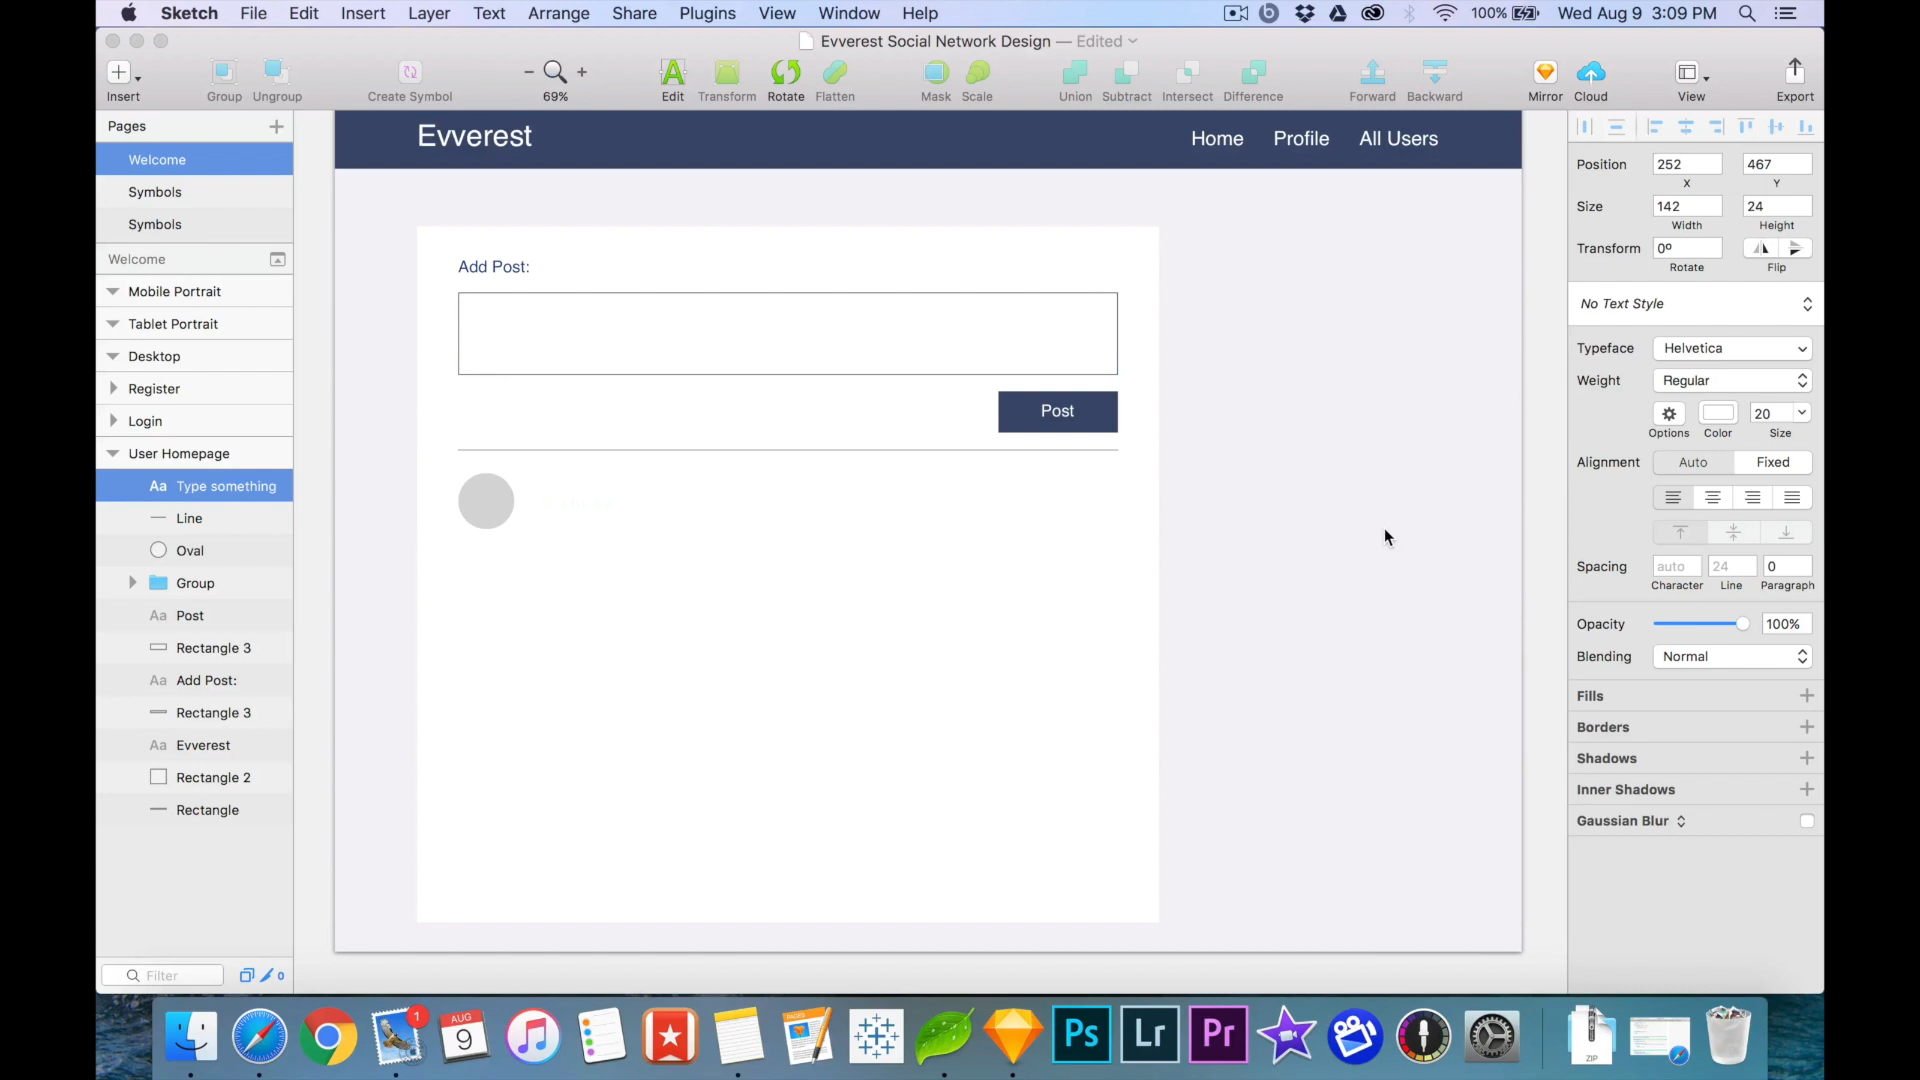 Sketch File Edit Insert Layer Text Arrange Share Plugins View Window Help 100% Wed Aug 9 3:09 PM
Evverest Social Network Design — Edited
Insert Group Ungroup Create Symbol 69% Edit Transform Rotate Flatten Mask Scale Union Subtract Intersect Difference Forward Backward Mirror Cloud View Export
Pages
Welcome
Symbols
Symbols
Welcome
Mobile Portrait
Tablet Portrait
Desktop
Register
Login
User Homepage
Aa Type something
Line
Oval
Group
Aa Post
Rectangle 3
Aa Add Post:
Rectangle 3
Aa Evverest
Rectangle 2
Rectangle
Filter 0
Evverest Home Profile All Users
Add Post:
Post
Position 252 467
X Y
Size 142 24
Width Height
Transform 0º
Rotate Flip
No Text Style
Typeface Helvetica
Weight Regular
20
Options Color Size
Alignment Auto Fixed
Spacing auto 24 0
Character Line Paragraph
Opacity 100%
Blending Normal
Fills
Borders
Shadows
Inner Shadows
Gaussian Blur
1
AUG
9
PAGES
Ps
Lr
Pr
ZIP